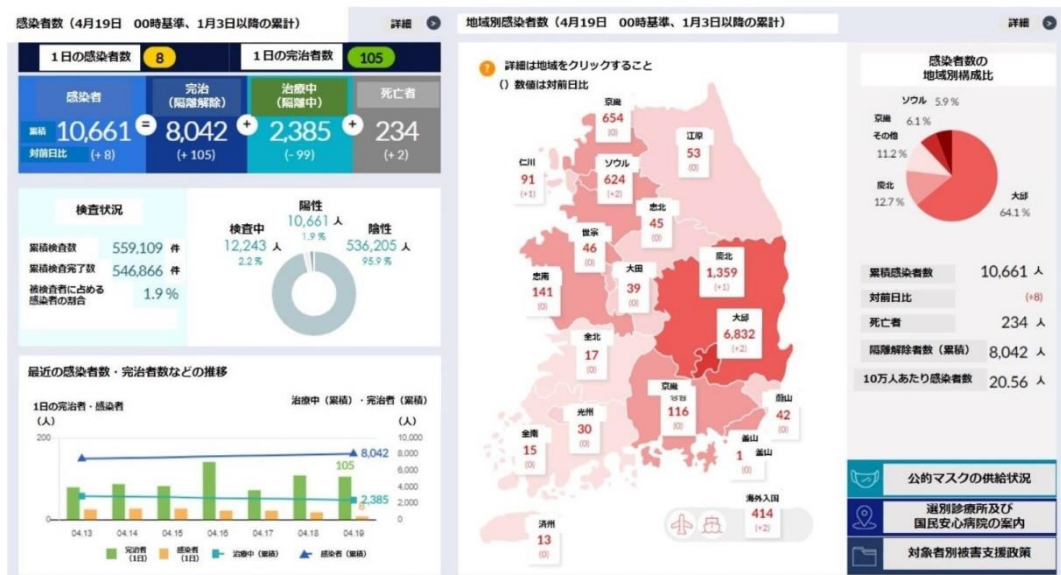 感染者数（4月19日　00時基準、1月3日以降の累計）
詳細
1日の感染者数 8
1日の完治者数 105
感染者
累積 10,661
対前日比 (+ 8)
=
完治
（隔離解除）
8,042
(+ 105)
+
治療中
（隔離中）
2,385
(- 99)
+
死亡者
234
(+ 2)
検査状況
累積検査数 559,109 件
累積検査完了数 546,866 件
被検査者に占める
感染者の割合 1.9 %
検査中
12,243 人
2.2 %
陽性
10,661 人
1.9 %
陰性
536,205 人
95.9 %
最近の感染者数・完治者数などの推移
1日の完治者・感染者
（人）
治療中（累積）・完治者（累積）
（人）
200
0
10,000
8,000
6,000
4,000
2,000
0
8,042
105
2,385
8
04.13 04.14 04.15 04.16 04.17 04.18 04.19
完治者
（1日）
感染者
（1日）
治療中（累積）
感染者（累積）
地域別感染者数（4月19日　00時基準、1月3日以降の累計）
詳細
? 詳細は地域をクリックすること
() 数値は対前日比
京畿
654
(0)
江原
53
(0)
仁川
91
(+1)
ソウル
624
(+2)
忠北
45
(0)
世宗
46
(0)
大田
39
(0)
慶北
1,359
(+1)
忠南
141
(0)
大邱
6,832
(+2)
全北
17
(0)
京畿
116
(0)
蔚山
42
(0)
光州
30
(0)
全南
15
(0)
釜山
1
釜山
(0)
海外入国
414
(+2)
済州
13
(0)
感染者数の
地域別構成比
ソウル 5.9 %
京畿 6.1 %
その他
11.2 %
慶北
12.7 %
大邱
64.1 %
累積感染者数 10,661 人
対前日比 (+8)
死亡者 234 人
隔離解除者数（累積） 8,042 人
10万人あたり感染者数 20.56 人
公的マスクの供給状況
選別診療所及び
国民安心病院の案内
対象者別被害支援政策